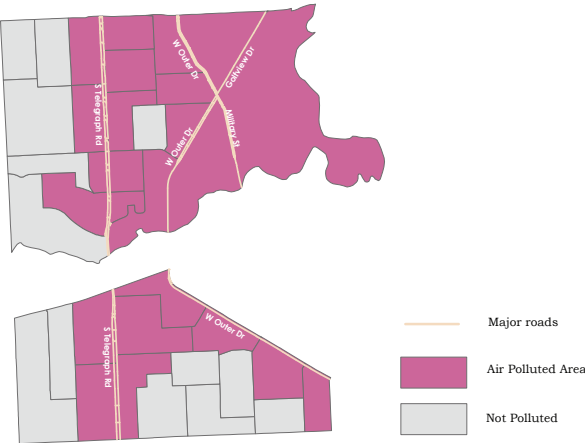 W Outer Dr
Golfview Dr
S Telegraph Rd
Military St
W Outer Dr
W Outer Dr
S Telegraph Rd
Major roads
Air Polluted Area
Not Polluted